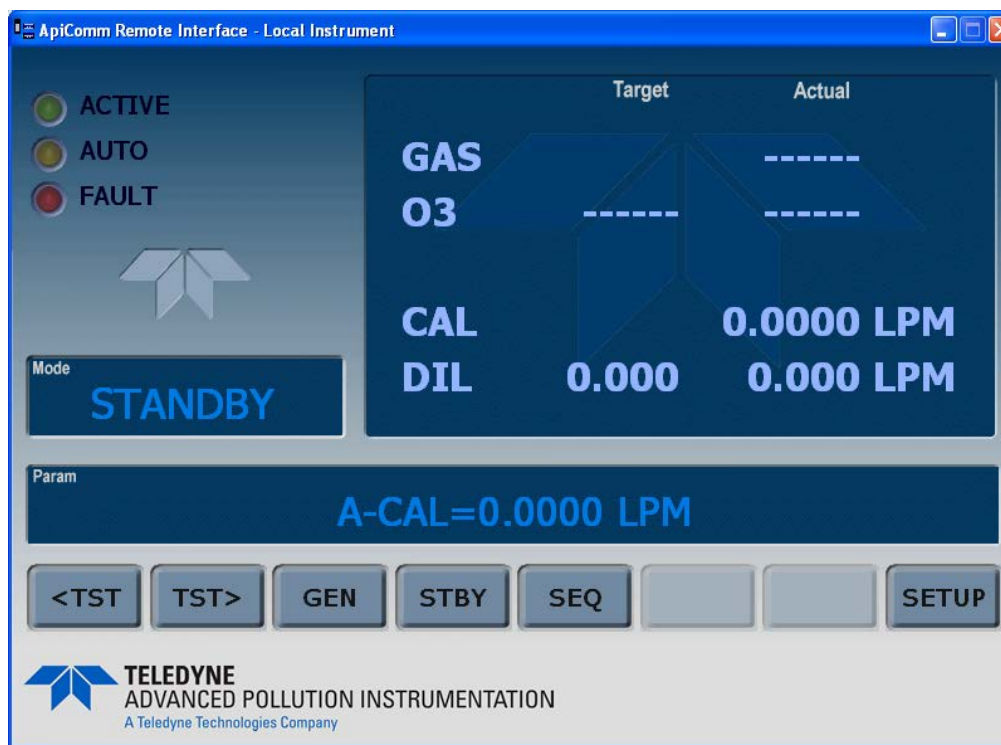 ApiComm Remote Interface - Local Instrument
ACTIVE
AUTO
FAULT
Target Actual
GAS ------
O3 ------ ------
CAL 0.0000 LPM
DIL 0.000 0.000 LPM
Mode
STANDBY
Param
A-CAL=0.0000 LPM
<TST TST> GEN STBY SEQ SETUP
TELEDYNE
ADVANCED POLLUTION INSTRUMENTATION
A Teledyne Technologies Company